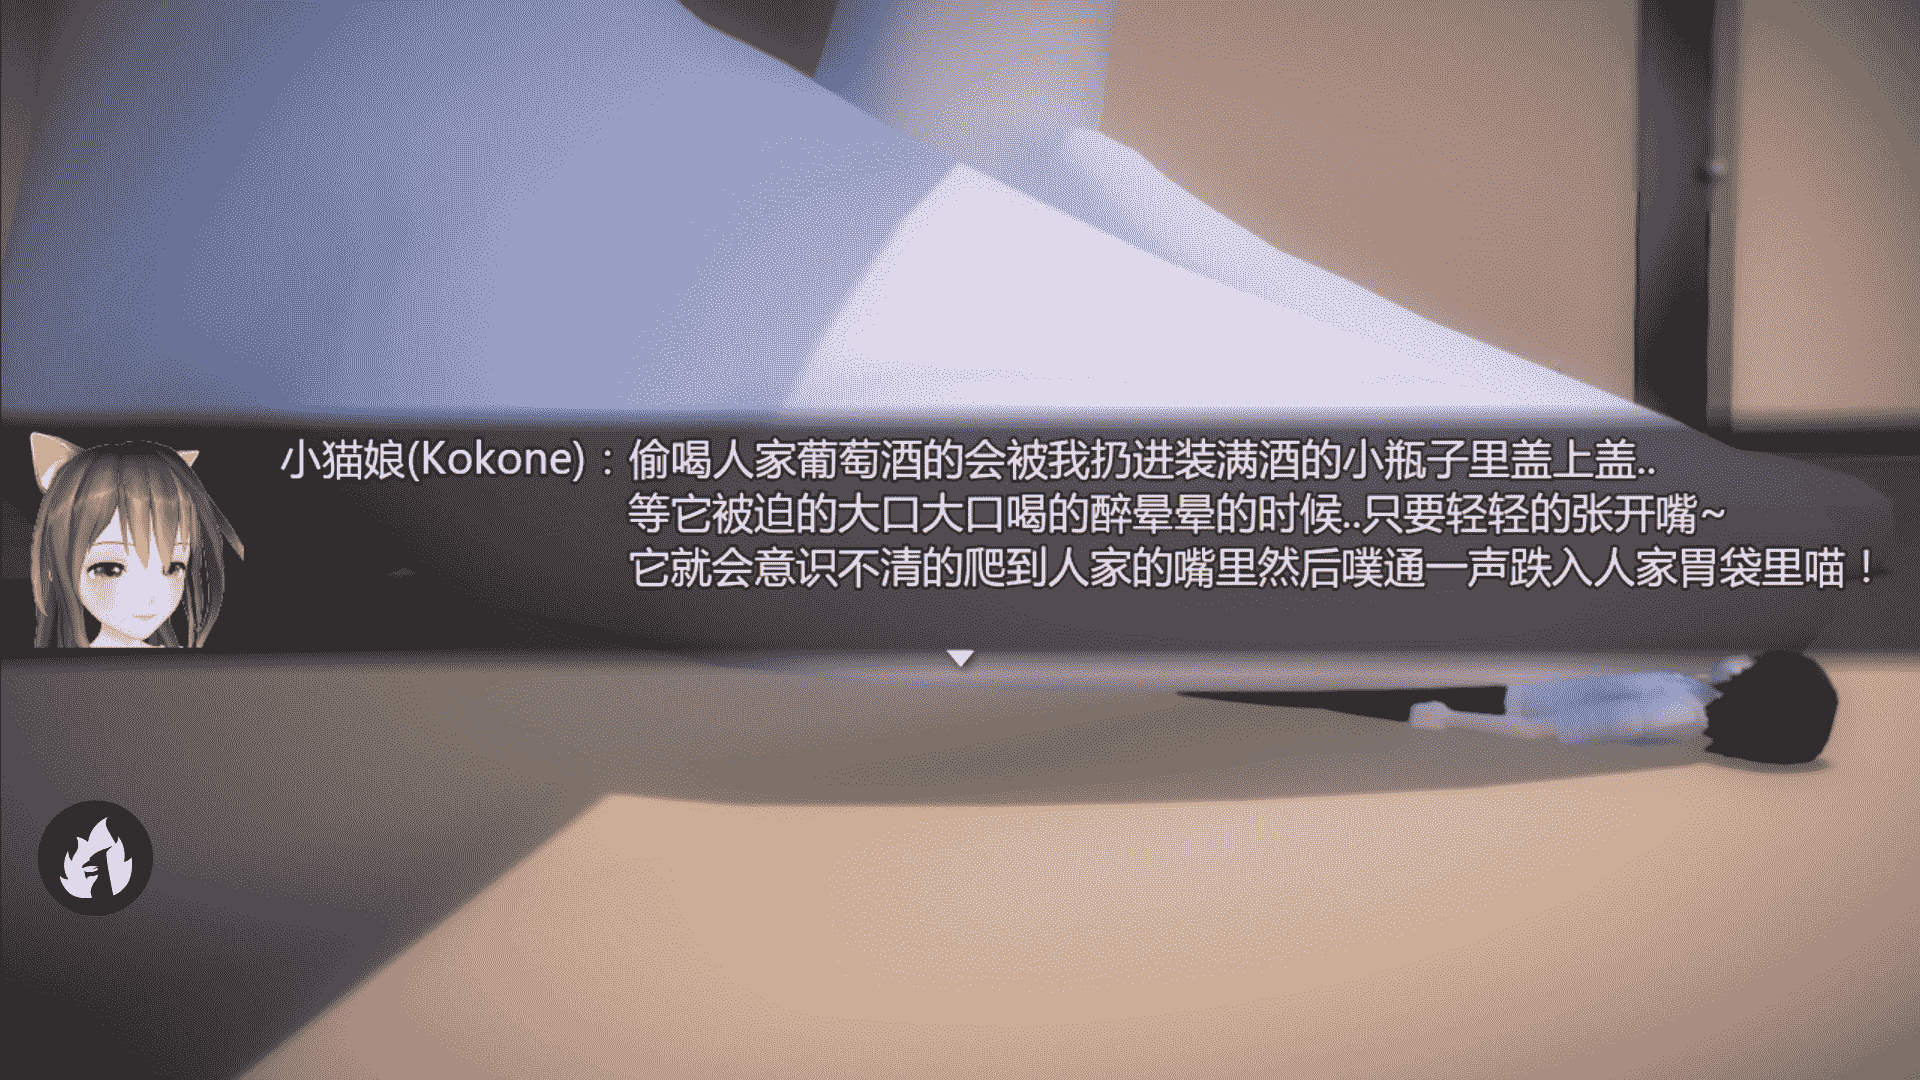 小猫娘(Kokone)：偷喝人家葡萄酒的会被我扔进装满酒的小瓶子里盖上盖..
等它被迫的大口大口喝的醉晕晕的时候..只要轻轻的张开嘴~
它就会意识不清的爬到人家的嘴里然后噗通一声跌入人家胃袋里喵！